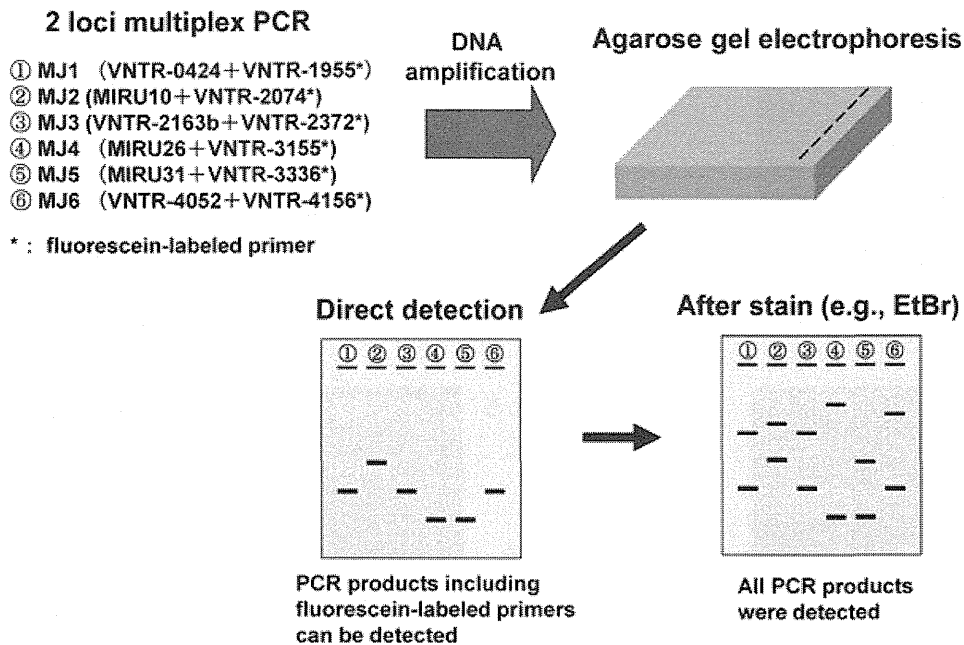 2 loci multiplex PCR
① MJ1 (VNTR-0424+VNTR-1955*)
② MJ2 (MIRU10+VNTR-2074*)
③ MJ3 (VNTR-2163b+VNTR-2372*)
④ MJ4 (MIRU26+VNTR-3155*)
⑤ MJ5 (MIRU31+VNTR-3336*)
⑥ MJ6 (VNTR-4052+VNTR-4156*)
* : fluorescein-labeled primer
DNA
amplification
Agarose gel electrophoresis
Direct detection
① ② ③ ④ ⑤ ⑥
PCR products including
fluorescein-labeled primers
can be detected
After stain (e.g., EtBr)
① ② ③ ④ ⑤ ⑥
All PCR products
were detected